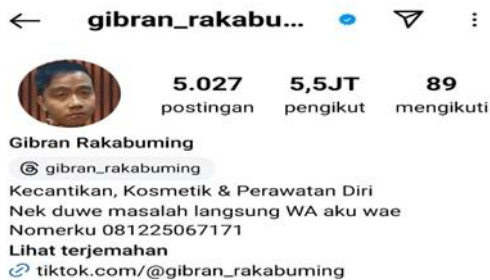 gibran_rakabu...
5.027 5,5JT 89
postingan pengikut mengikuti
Gibran Rakabuming
gibran_rakabuming
Kecantikan, Kosmetik & Perawatan Diri
Nek duwe masalah langsung WA aku wae
Nomerku 081225067171
Lihat terjemahan
tiktok.com/@gibran_rakabuming